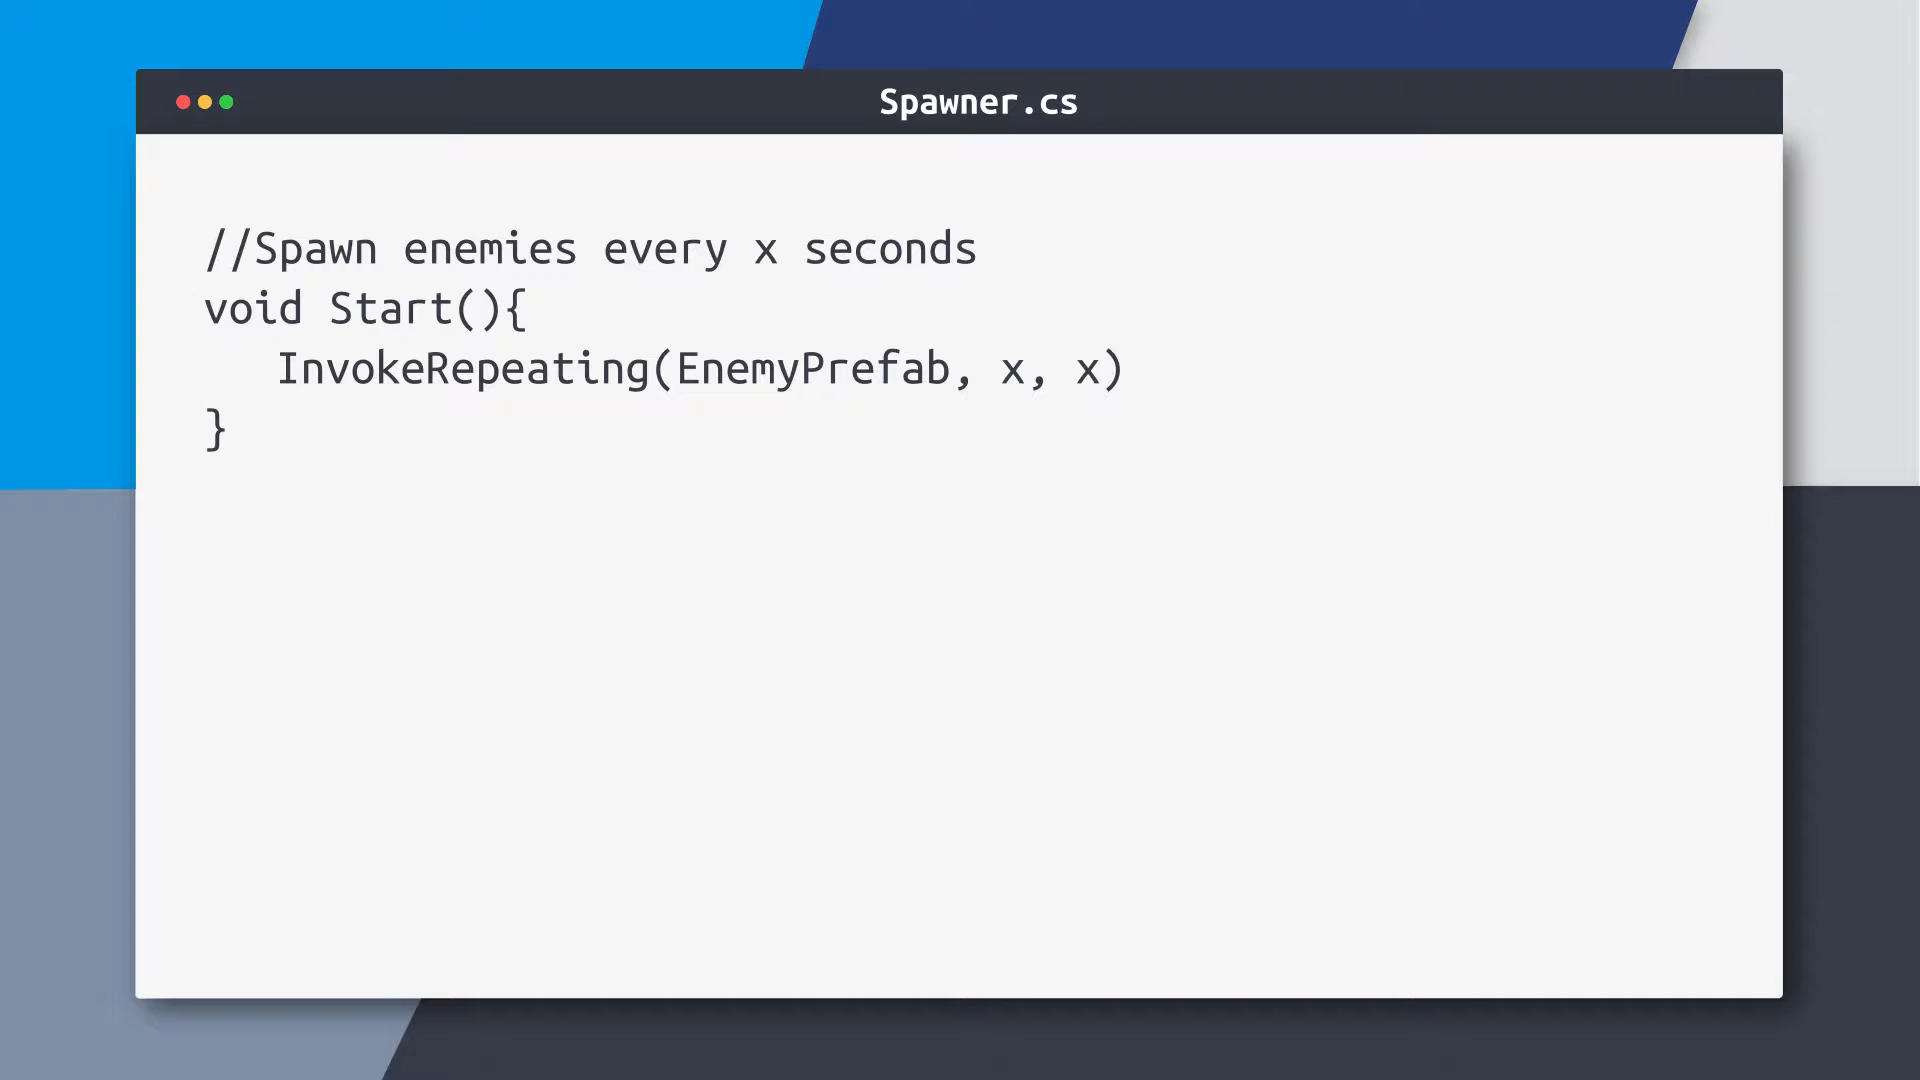 Spawner.cs
//Spawn enemies every x seconds
void Start(){
   InvokeRepeating(EnemyPrefab, x, x)
}